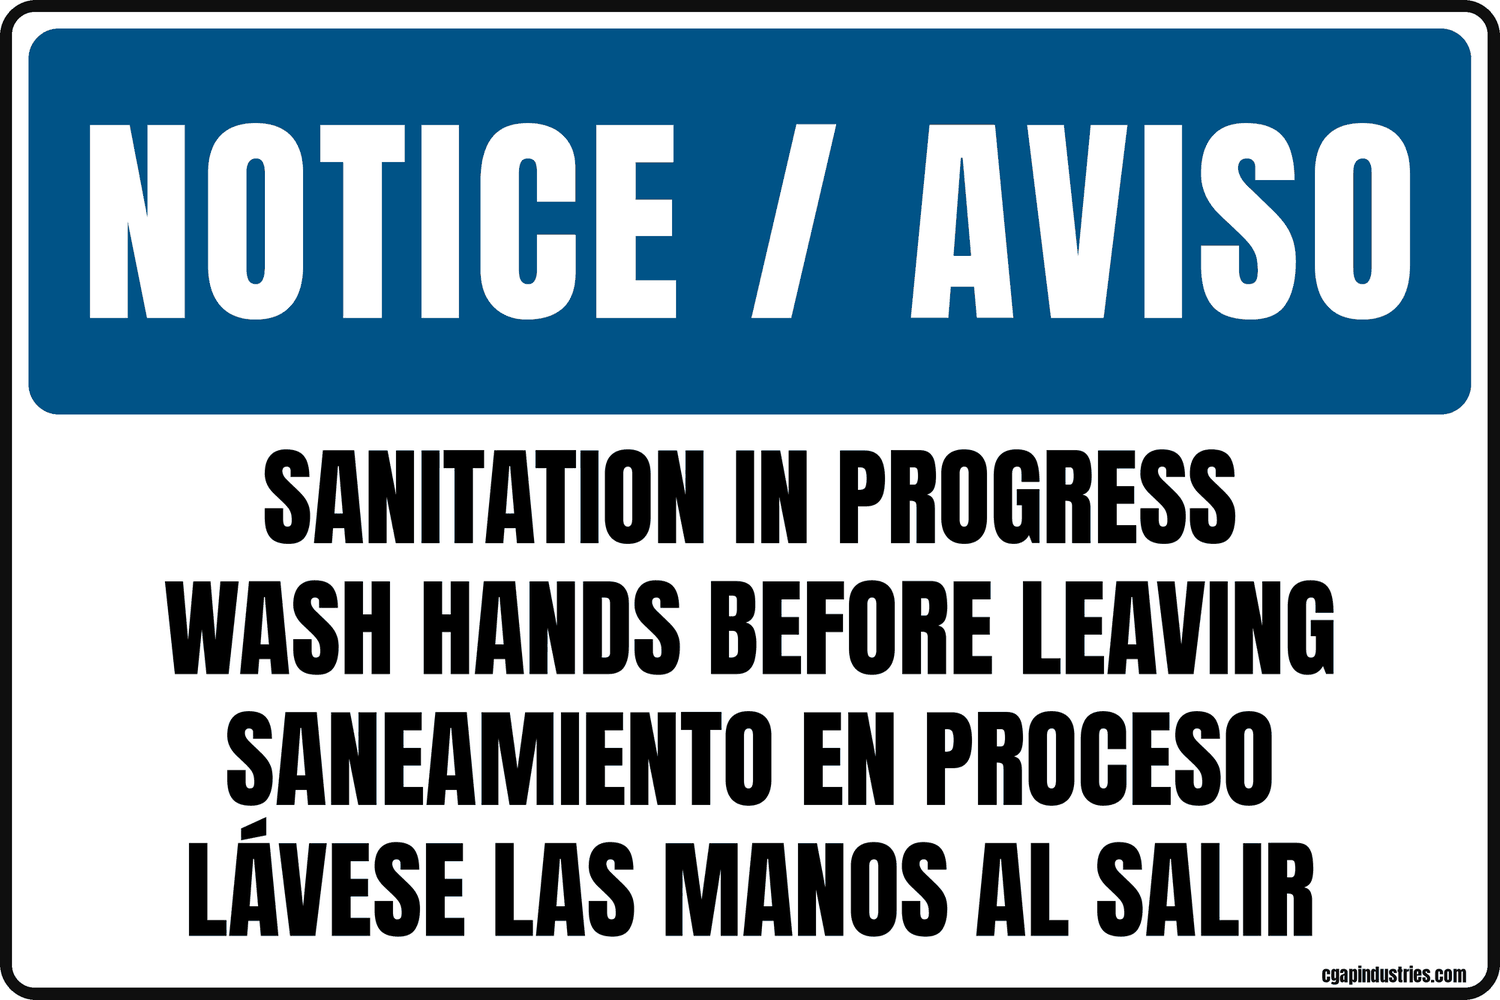 NOTICE / AVISO
SANITATION IN PROGRESS
WASH HANDS BEFORE LEAVING
SANEAMIENTO EN PROCESO
LÁVESE LAS MANOS AL SALIR
cgapindustries.com